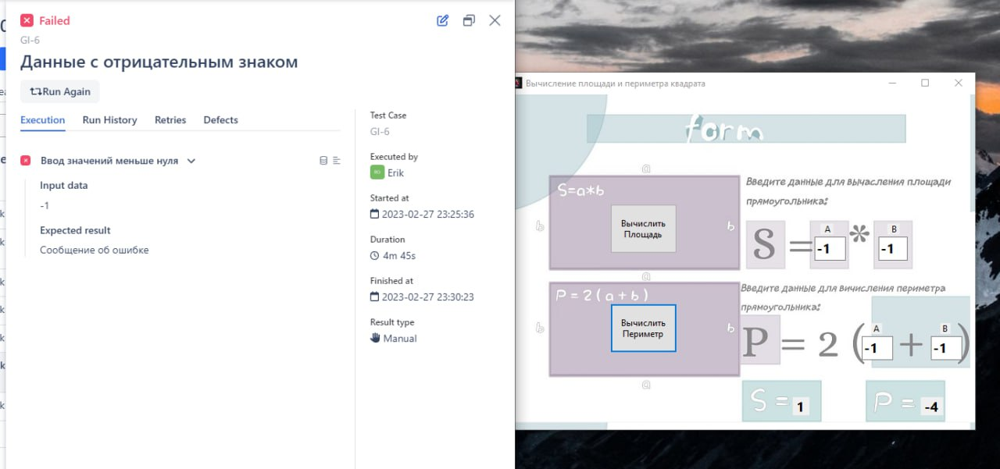 Failed
GI-6
Данные с отрицательным знаком
Run Again
Execution Run History Retries Defects
Ввод значений меньше нуля
Input data
-1
Expected result
Сообщение об ошибке
Test Case
GI-6
Executed by
Erik
Started at
2023-02-27 23:25:36
Duration
4m 45s
Finished at
2023-02-27 23:30:23
Result type
Manual
Вычисление площади и периметра квадрата
form
a
S=a*b
b
Вычислить
Площадь
b
a
Введите данные для вычасления площади
прямоугольника:
A B
S = -1 * -1
P = 2 ( a + b )
b
Вычислить
Периметр
b
a
Введите данные для вичисления периметра
прямоугольника:
A B
P = 2 ( -1 + -1 )
S = 1
P = -4